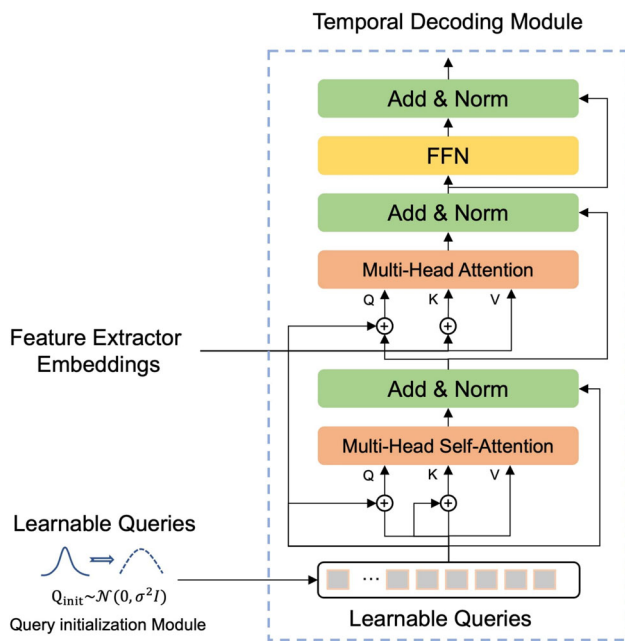 Temporal Decoding Module
Add & Norm
FFN
Add & Norm
Multi-Head Attention
Q K V
+ +
Feature Extractor
Embeddings
Add & Norm
Multi-Head Self-Attention
Q K V
+ +
Learnable Queries
Q_init~𝒩(0, σ²I)
Query initialization Module
...
Learnable Queries